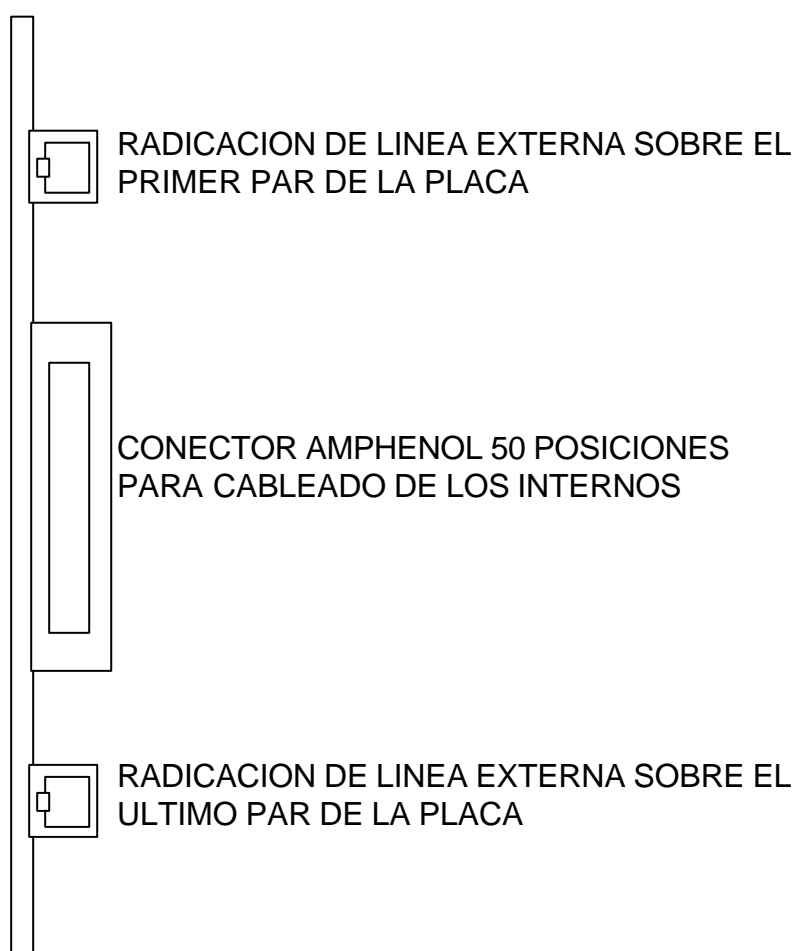 RADICACION DE LINEA EXTERNA SOBRE EL
PRIMER PAR DE LA PLACA
CONECTOR AMPHENOL 50 POSICIONES
PARA CABLEADO DE LOS INTERNOS
RADICACION DE LINEA EXTERNA SOBRE EL
ULTIMO PAR DE LA PLACA